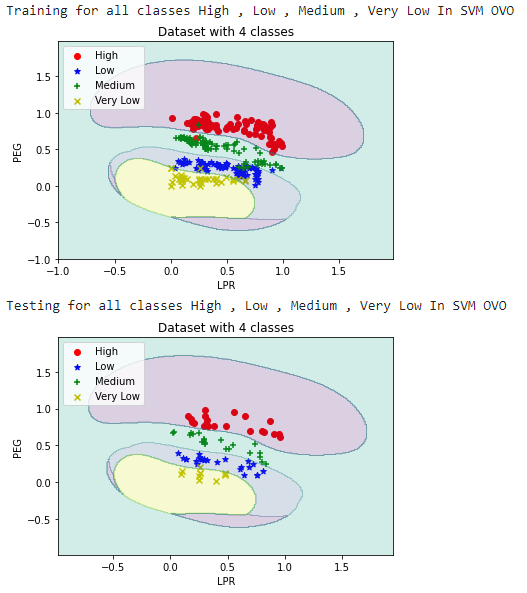 Training for all classes High , Low , Medium , Very Low In SVM OVO
Dataset with 4 classes
High
Low
Medium
Very Low
1.5
1.0
0.5
0.0
−0.5
−1.0
PEG
−1.0 −0.5 0.0 0.5 1.0 1.5
LPR
Testing for all classes High , Low , Medium , Very Low In SVM OVO
Dataset with 4 classes
High
Low
Medium
Very Low
1.5
1.0
0.5
0.0
−0.5
PEG
−0.5 0.0 0.5 1.0 1.5
LPR